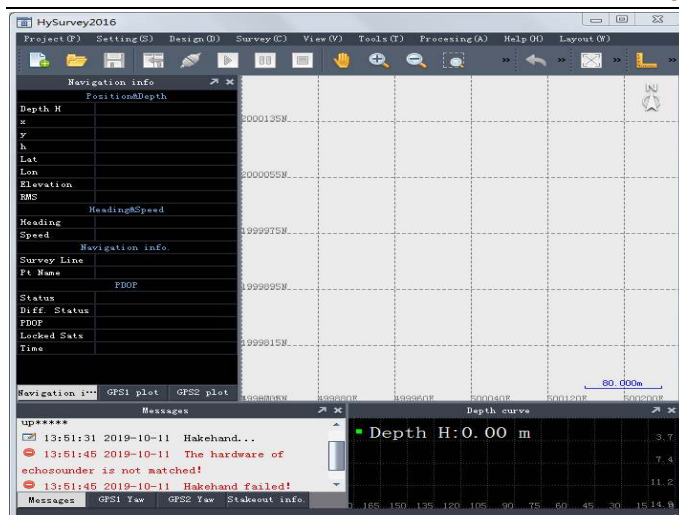 HySurvey2016
Project(P) Setting(S) Design(D) Survey(C) View(V) Tools(T) Procesing(A) Help(H) Layout(W)
Navigation info
Position&Depth
Depth H
x
y
h
Lat
Lon
Elevation
RMS
Heading&Speed
Heading
Speed
Navigation info.
Survey Line
Pt Name
PDOP
Status
Diff. Status
PDOP
Locked Sats
Time
Navigation i... GPS1 plot GPS2 plot
N
2000135N
2000055N
1999975N
1999895N
1999815N
80.000m
499960E 500040E 500120E 500200E
Messages
up*****
13:51:31 2019-10-11 Hakehand...
13:51:45 2019-10-11 The hardware of
echosounder is not matched!
13:51:45 2019-10-11 Hakehand failed!
Messages GPS1 Yaw GPS2 Yaw Stakeout info.
Depth curve
Depth H:0.00 m
3.7
7.4
11.2
165 150 135 120 105 90 75 60 45 30 15 14.9